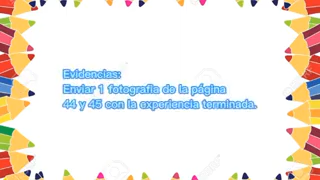 Evidencias:
Enviar 1 fotografía de la página
44 y 45 con la experiencia terminada.